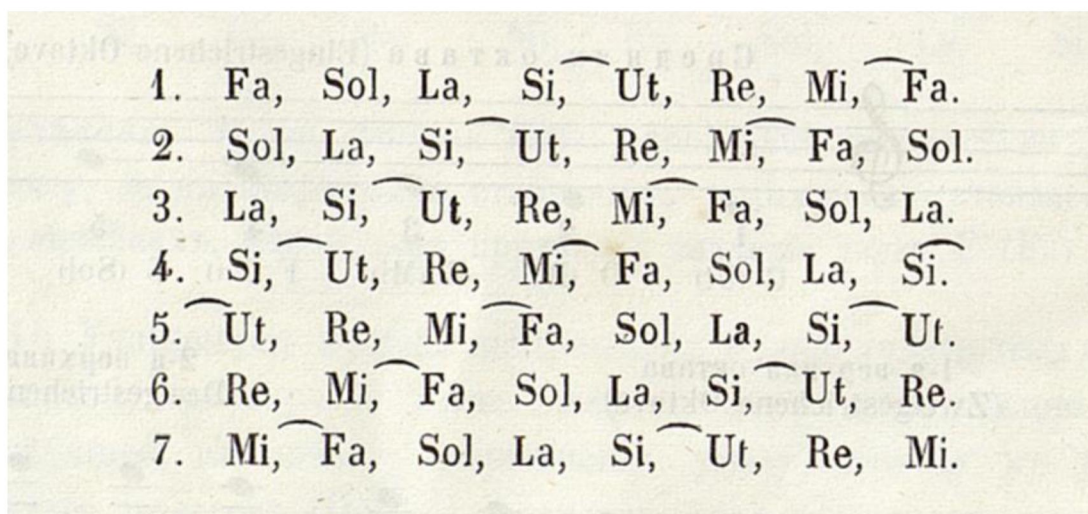 1. Fa, Sol, La, Si, Ut, Re, Mi, Fa.
2. Sol, La, Si, Ut, Re, Mi, Fa, Sol.
3. La, Si, Ut, Re, Mi, Fa, Sol, La.
4. Si, Ut, Re, Mi, Fa, Sol, La, Si.
5. Ut, Re, Mi, Fa, Sol, La, Si, Ut.
6. Re, Mi, Fa, Sol, La, Si, Ut, Re.
7. Mi, Fa, Sol, La, Si, Ut, Re, Mi.